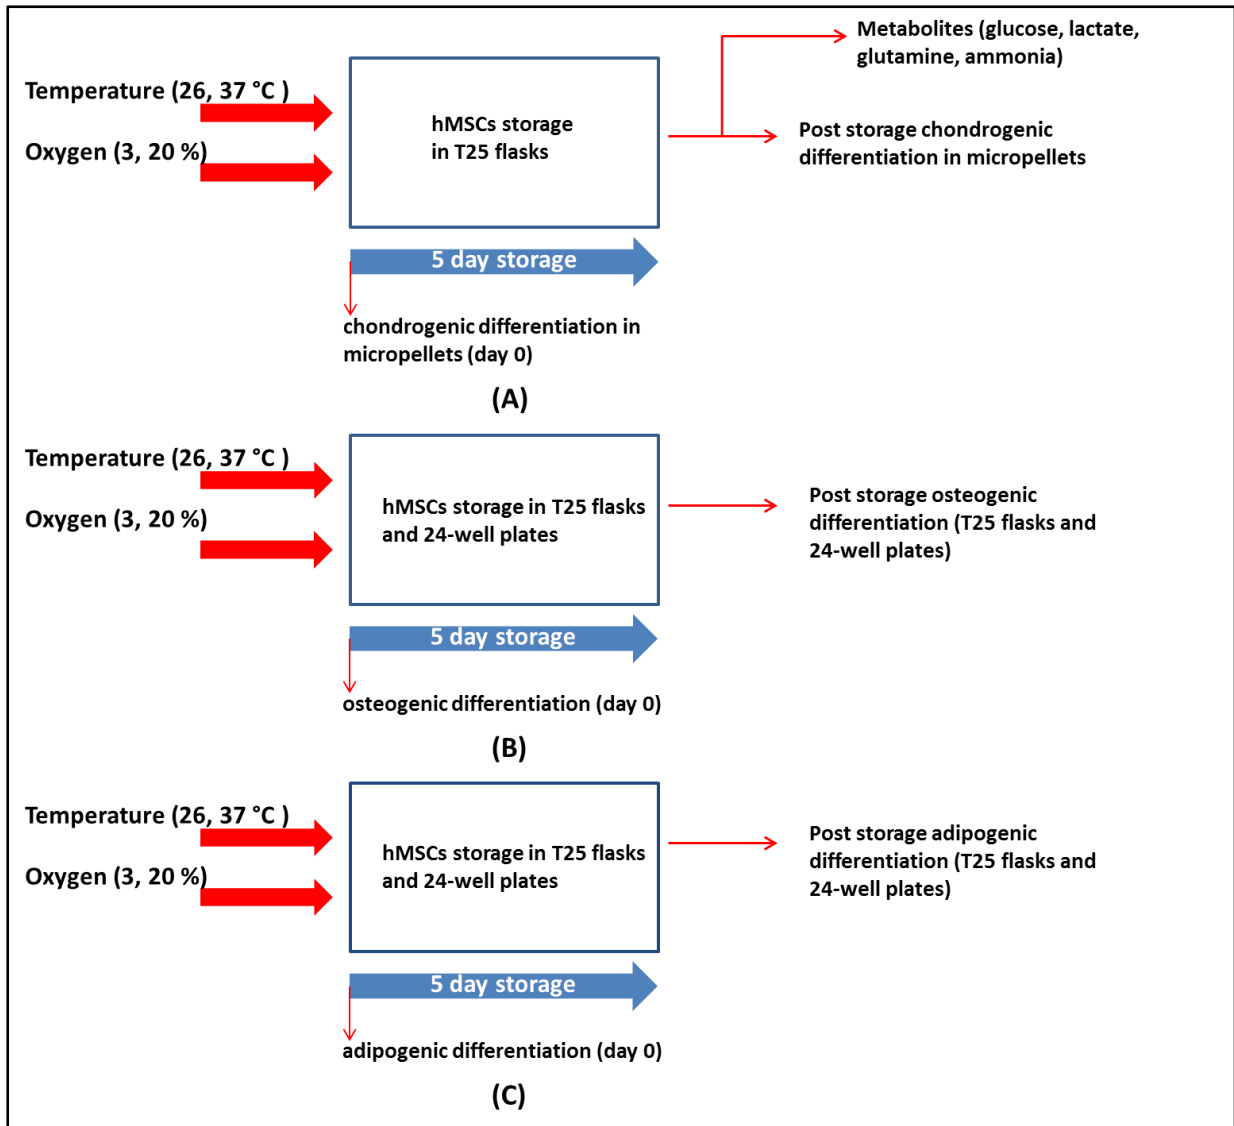 Metabolites (glucose, lactate,
glutamine, ammonia)
Temperature (26, 37 °C )
Oxygen (3, 20 %)
hMSCs storage
in T25 flasks
Post storage chondrogenic
differentiation in micropellets
5 day storage
chondrogenic differentiation in
micropellets (day 0)
(A)
Temperature (26, 37 °C )
Oxygen (3, 20 %)
hMSCs storage in T25 flasks
and 24-well plates
Post storage osteogenic
differentiation (T25 flasks and
24-well plates)
5 day storage
osteogenic differentiation (day 0)
(B)
Temperature (26, 37 °C )
Oxygen (3, 20 %)
hMSCs storage in T25 flasks
and 24-well plates
Post storage adipogenic
differentiation (T25 flasks and
24-well plates)
5 day storage
adipogenic differentiation (day 0)
(C)